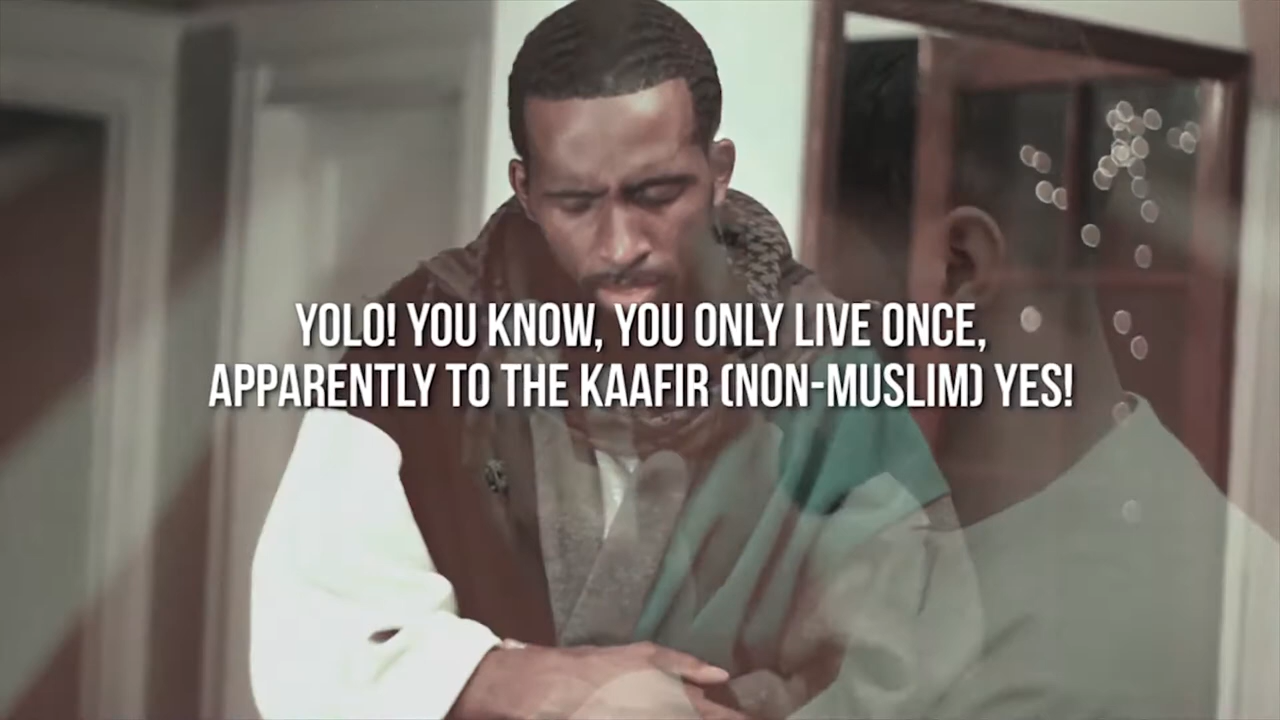 YOLO! YOU KNOW, YOU ONLY LIVE ONCE,
APPARENTLY TO THE KAAFIR (NON-MUSLIM) YES!